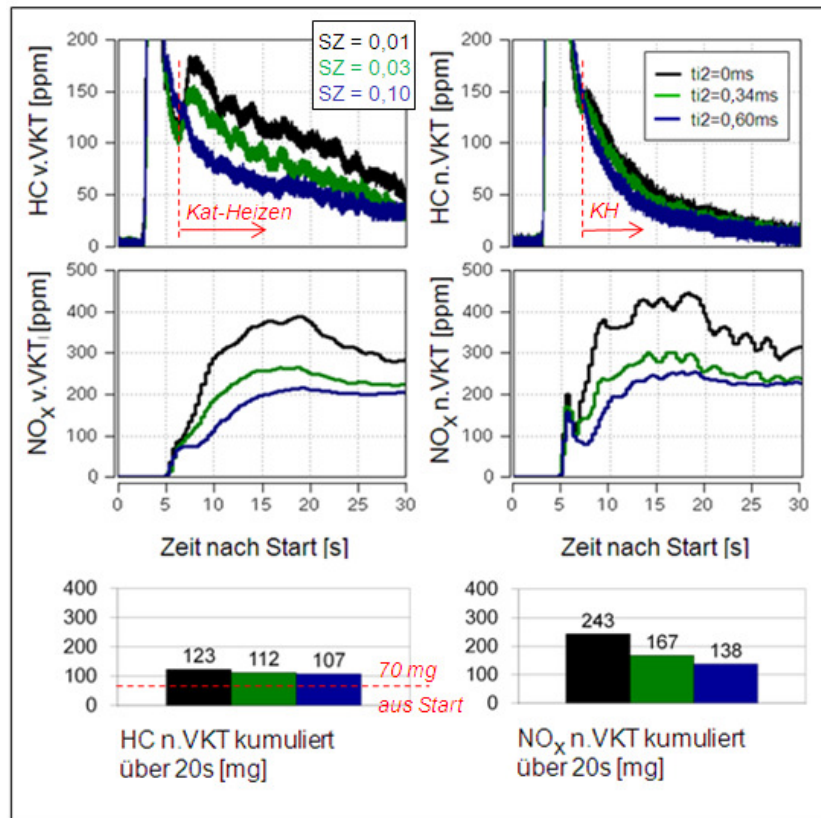 HC v.VKT [ppm]
200
150
100
50
0
SZ = 0,01
SZ = 0,03
SZ = 0,10
Kat-Heizen
HC n.VKT [ppm]
200
150
100
50
0
ti2=0ms
ti2=0,34ms
ti2=0,60ms
KH
NOX v.VKT [ppm]
500
400
300
200
100
0
0 5 10 15 20 25 30
Zeit nach Start [s]
NOX n.VKT [ppm]
500
400
300
200
100
0
0 5 10 15 20 25 30
Zeit nach Start [s]
400
300
200
100
0
123 112 107
70 mg
aus Start
HC n.VKT kumuliert
über 20s [mg]
400
300
200
100
0
243
167
138
NOX n.VKT kumuliert
über 20s [mg]